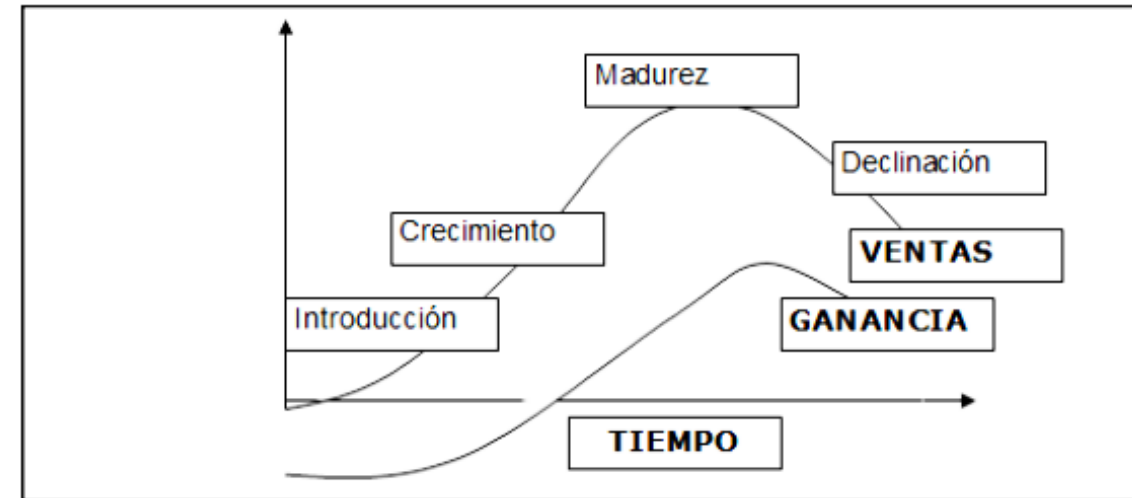 Madurez
Declinación
Crecimiento
VENTAS
Introducción
GANANCIA
TIEMPO